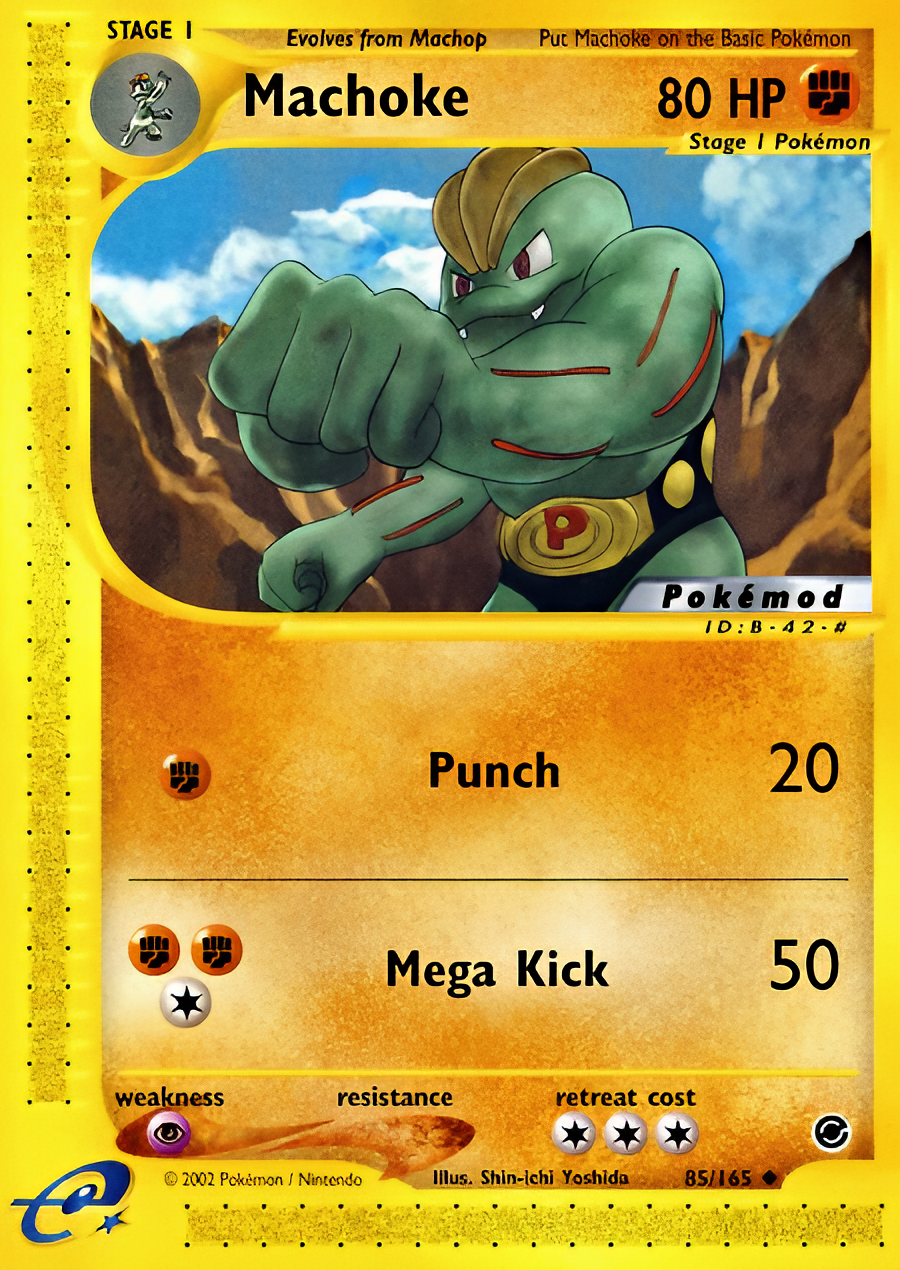 STAGE 1
Evolves from Machop
Put Machoke on the Basic Pokémon
Machoke
80 HP
Stage 1 Pokémon
P
Pokémod
ID:B-42-#
Punch
20
Mega Kick
50
weakness
resistance
retreat cost
© 2002 Pokémon / Nintendo
Illus. Shin-ichi Yoshida
85/165
e